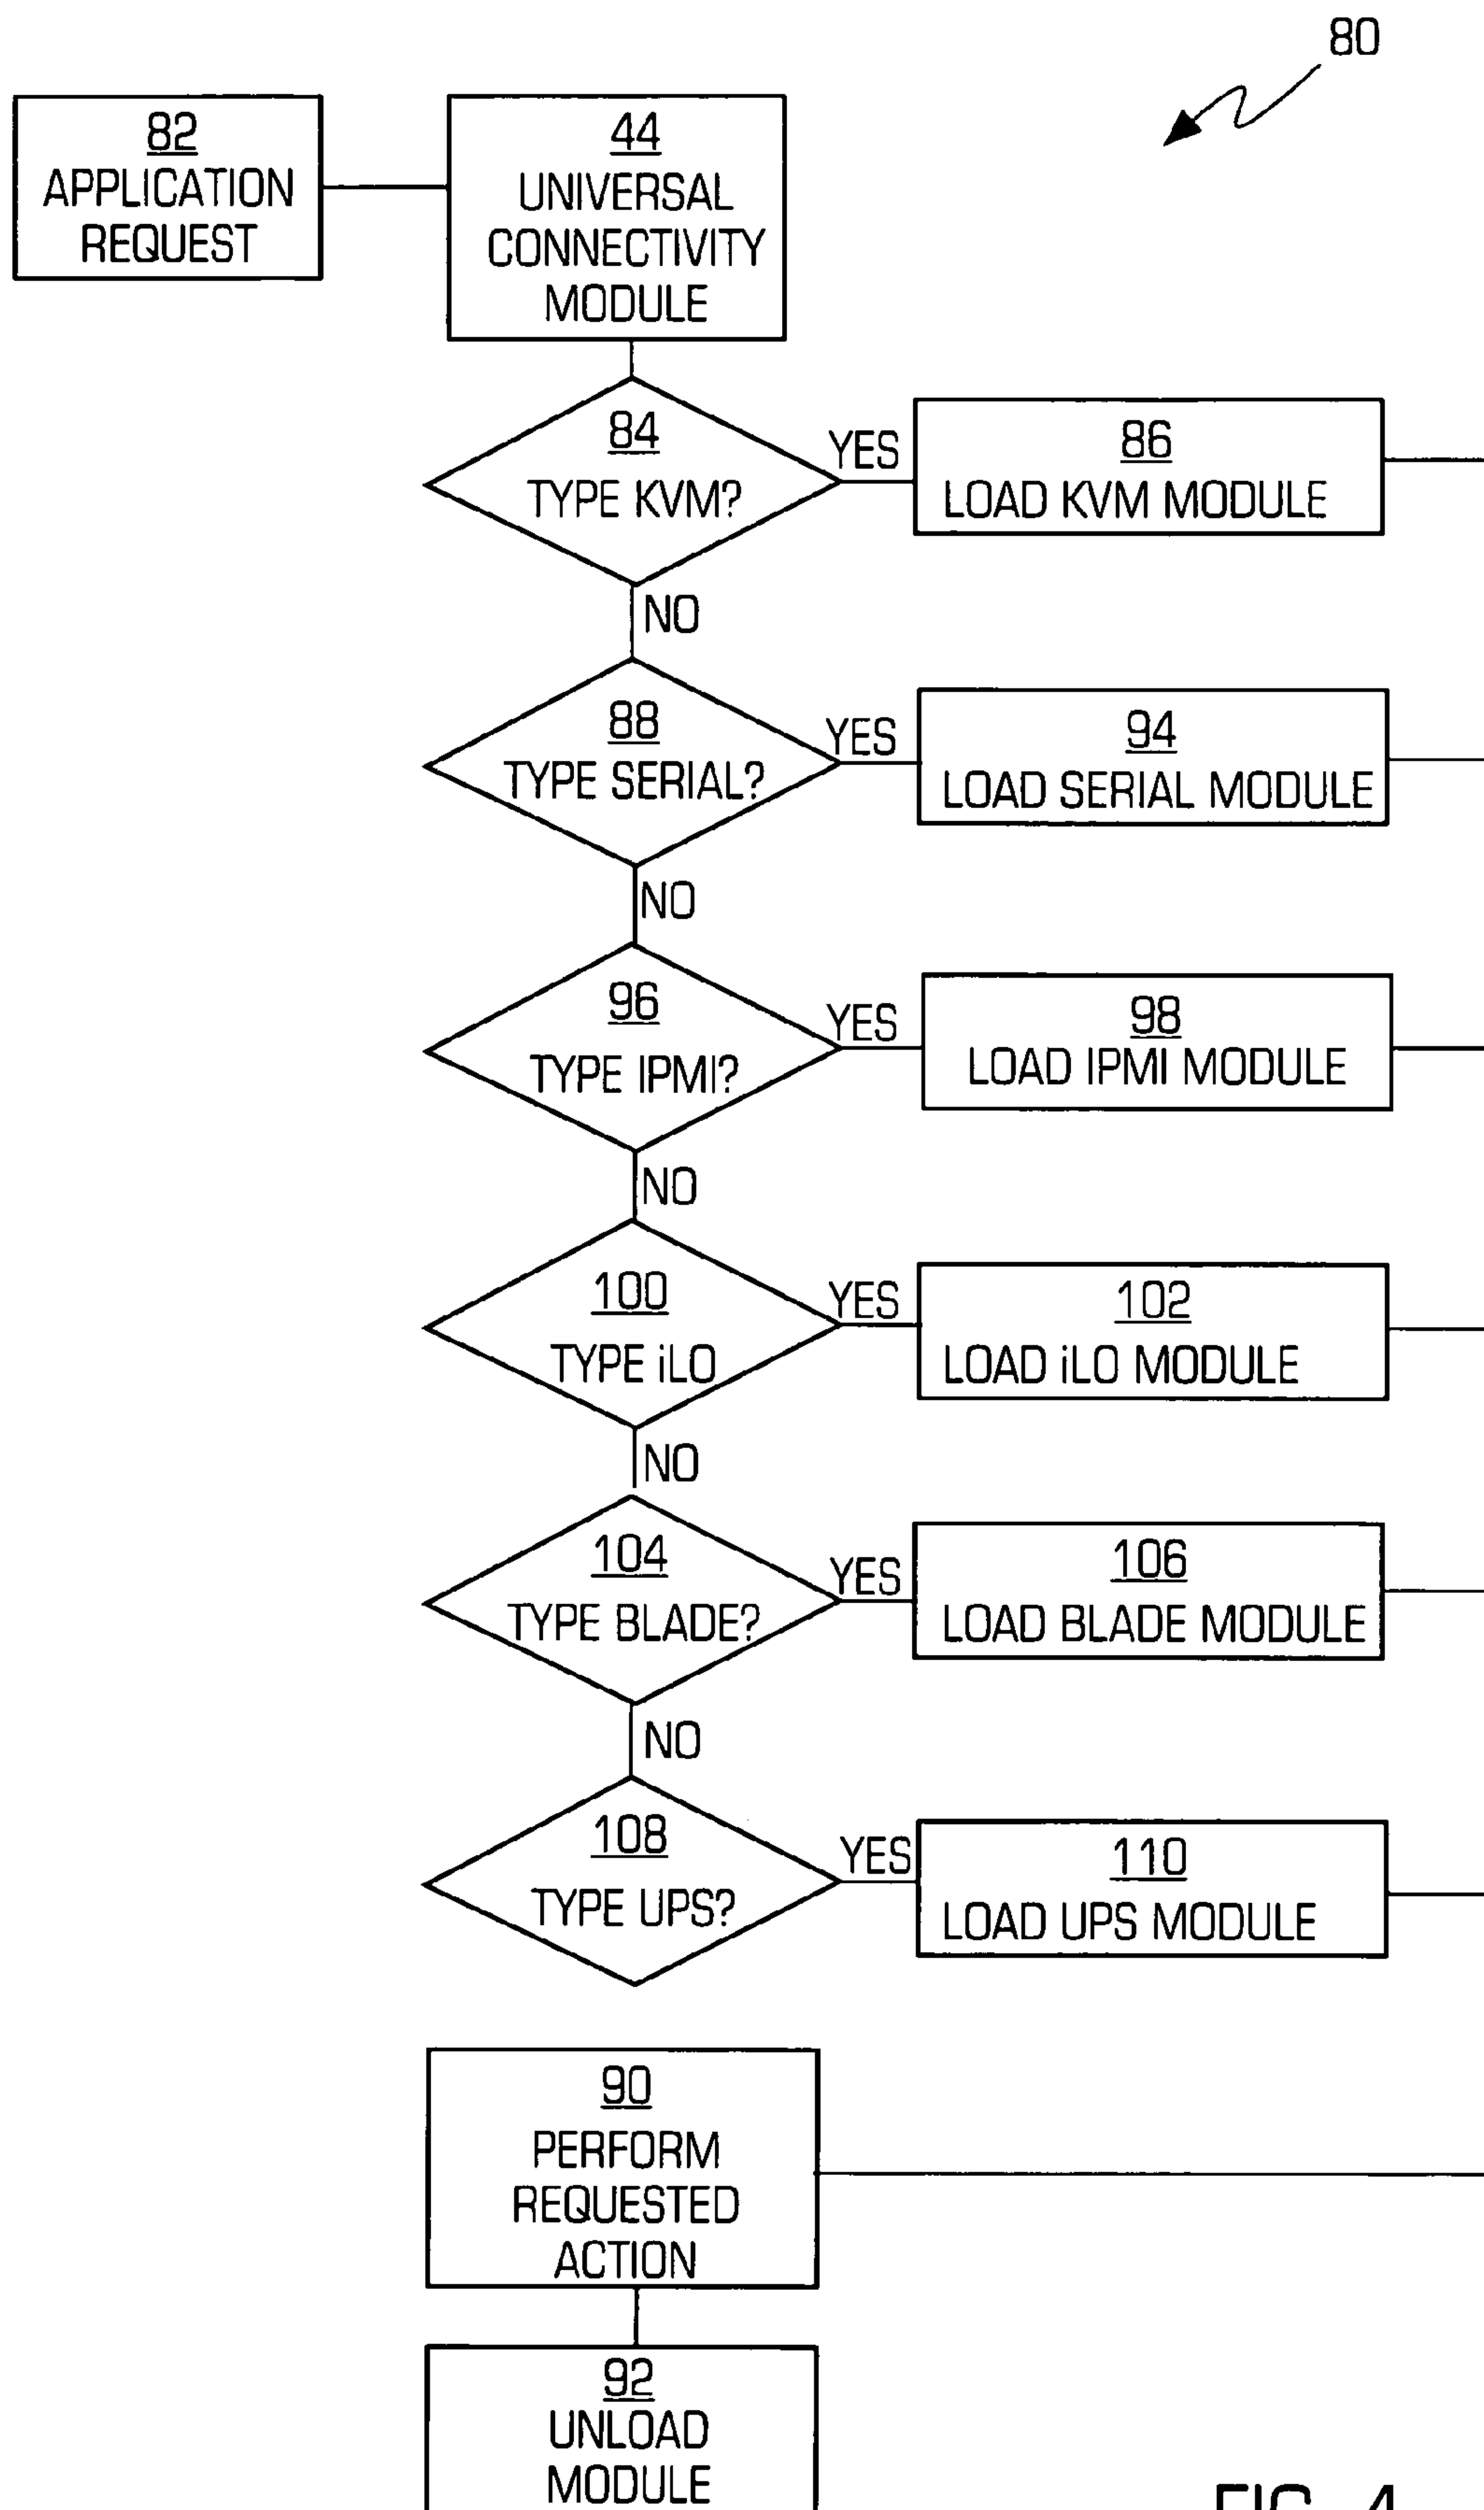 80
82
APPLICATION
REQUEST
44
UNIVERSAL
CONNECTIVITY
MODULE
84
TYPE KVM?
YES
86
LOAD KVM MODULE
NO
88
TYPE SERIAL?
YES
94
LOAD SERIAL MODULE
NO
96
TYPE IPMI?
YES
98
LOAD IPMI MODULE
NO
100
TYPE iLO
YES
102
LOAD iLO MODULE
NO
104
TYPE BLADE?
YES
106
LOAD BLADE MODULE
NO
108
TYPE UPS?
YES
110
LOAD UPS MODULE
90
PERFORM
REQUESTED
ACTION
92
UNLOAD
MODULE
FIG. 4